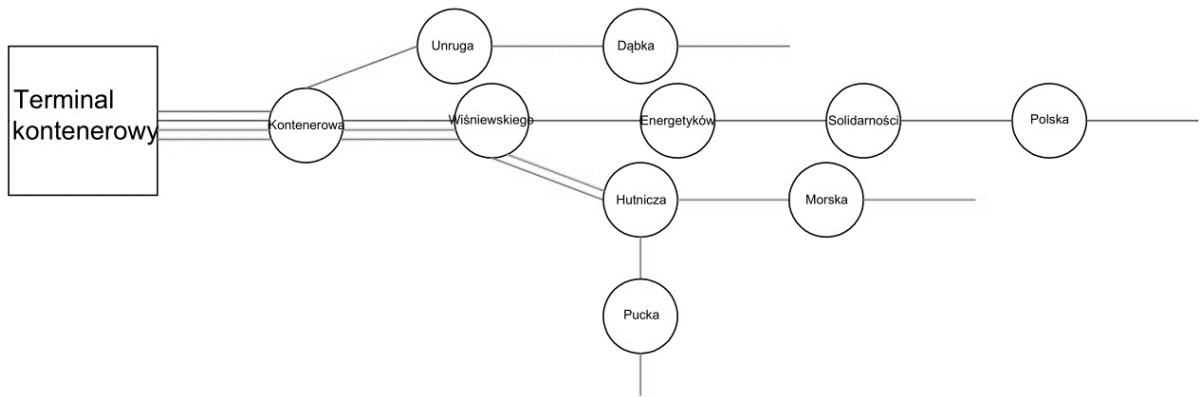 Unruga
Dąbka
Terminal
kontenerowy
Kontenerowa
Wiśniewskiego
Energetyków
Solidarności
Polska
Hutnicza
Morska
Pucka